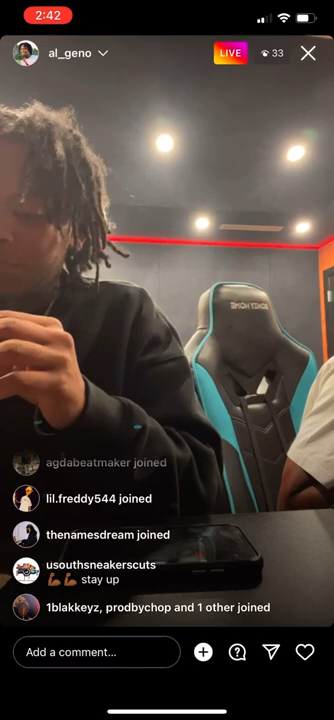 2:42
al_geno
LIVE
33
agdabeatmaker joined
lil.freddy544 joined
thenamesdream joined
usouthsneakerscuts
💪🏾💪🏾 stay up
1blakkeyz, prodbychop and 1 other joined
Add a comment...